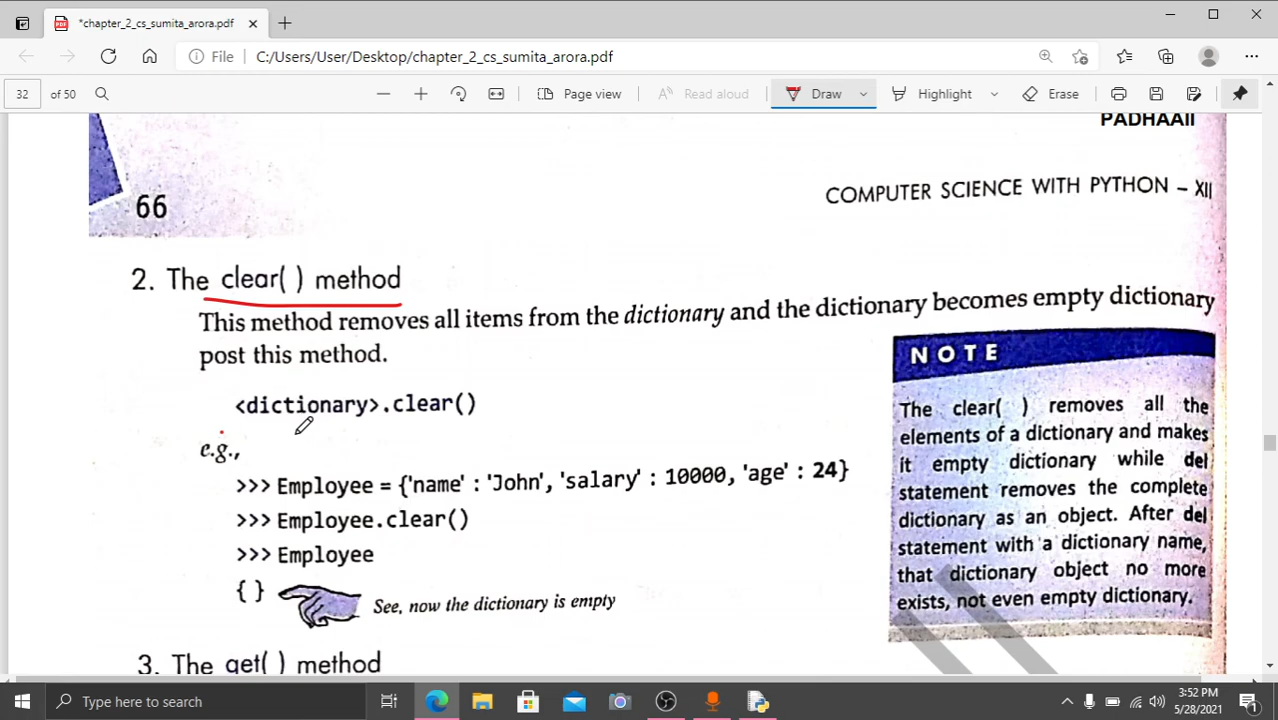 *chapter_2_cs_sumita_arora.pdf
File C:/Users/User/Desktop/chapter_2_cs_sumita_arora.pdf
32 of 50 Page view Read aloud Draw Highlight Erase
PADHAAII
66
COMPUTER SCIENCE WITH PYTHON – XII
2. The clear( ) method
This method removes all items from the dictionary and the dictionary becomes empty dictionary
post this method.
<dictionary>.clear()
e.g.,
>>> Employee = {'name' : 'John', 'salary' : 10000, 'age' : 24}
>>> Employee.clear()
>>> Employee
{ }
See, now the dictionary is empty
NOTE
The clear( ) removes all the
elements of a dictionary and makes
it empty dictionary while del
statement removes the complete
dictionary as an object. After del
statement with a dictionary name,
that dictionary object no more
exists, not even empty dictionary.
3. The get( ) method
Type here to search
3:52 PM
5/28/2021
1